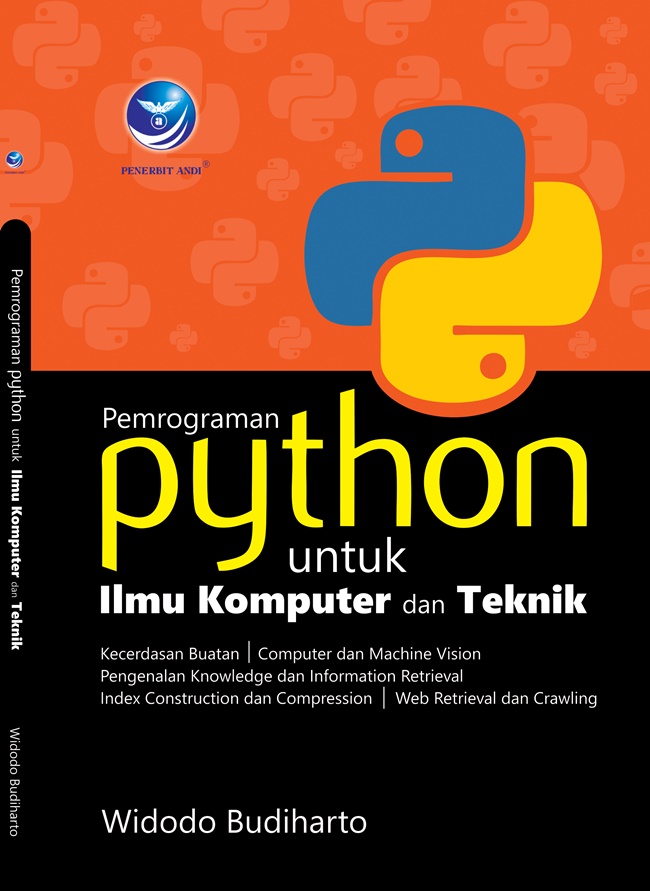 a
PENERBIT ANDI®
Pemrograman
python
untuk
Ilmu Komputer dan Teknik
Kecerdasan Buatan | Computer dan Machine Vision
Pengenalan Knowledge dan Information Retrieval
Index Construction dan Compression | Web Retrieval dan Crawling
Widodo Budiharto
Pemrograman python untuk Ilmu Komputer dan Teknik
Widodo Budiharto